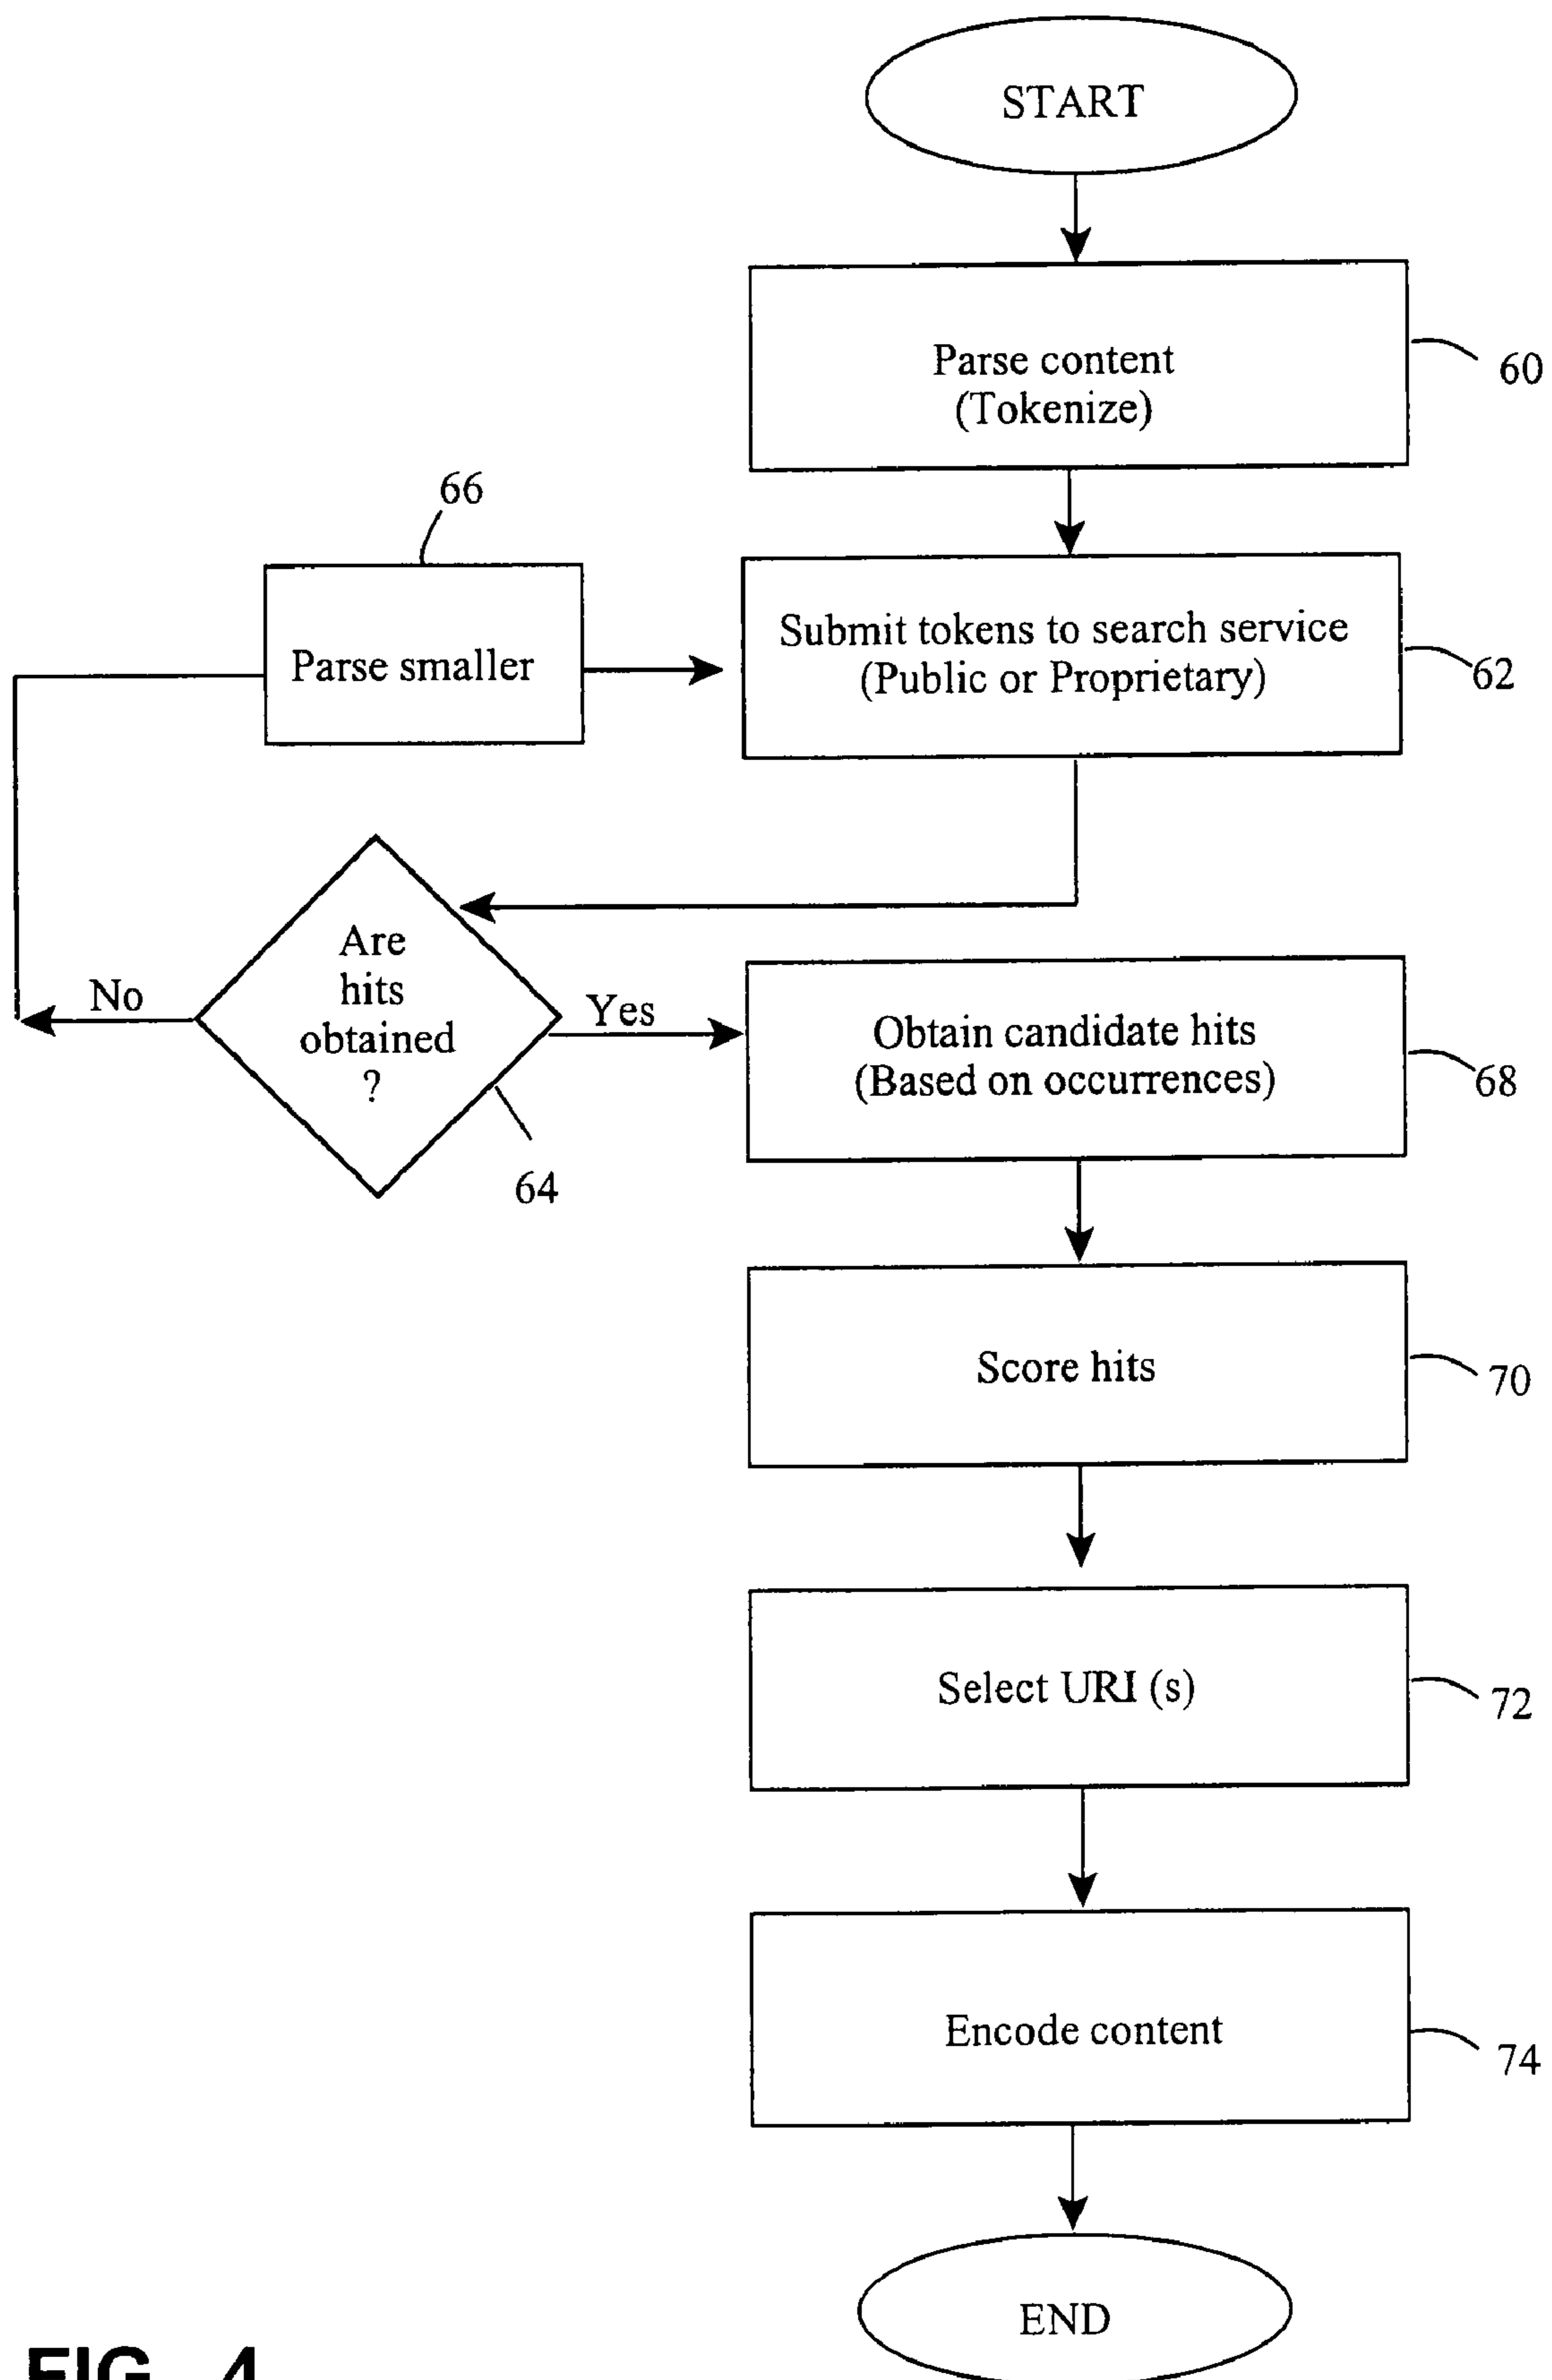 START
Parse content
(Tokenize)
60
66
Parse smaller
Submit tokens to search service
(Public or Proprietary)
62
Are
hits
obtained
?
No
Yes
64
Obtain candidate hits
(Based on occurrences)
68
Score hits
70
Select URI (s)
72
Encode content
74
END
FIG. 4